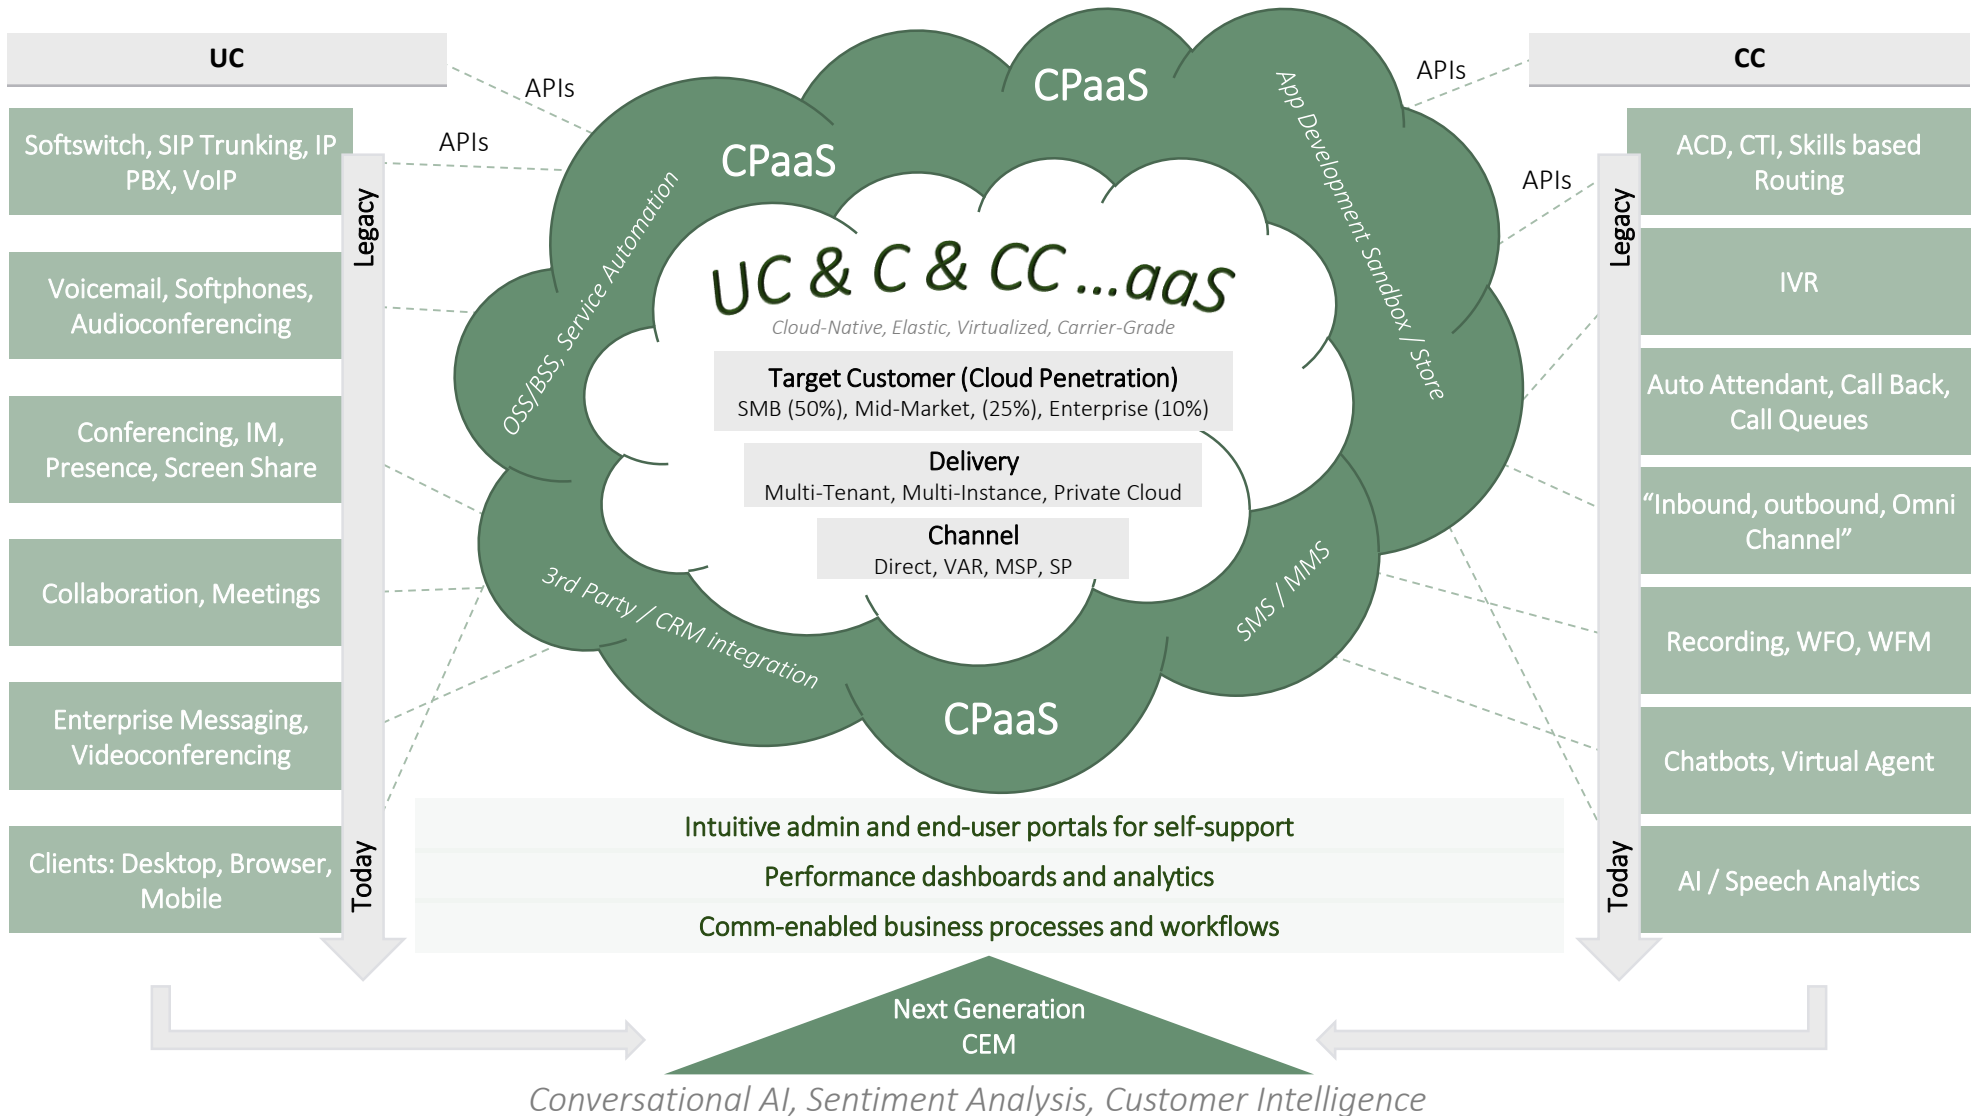 UC
APIs
APIs
Softswitch, SIP Trunking, IP
PBX, VoIP
Voicemail, Softphones,
Audioconferencing
Conferencing, IM,
Presence, Screen Share
Collaboration, Meetings
Enterprise Messaging,
Videoconferencing
Clients: Desktop, Browser,
Mobile
Legacy
Today
CPaaS
CPaaS
OSS/BSS, Service Automation
App Development Sandbox / Store
UC & C & CC ...aaS
Cloud-Native, Elastic, Virtualized, Carrier-Grade
Target Customer (Cloud Penetration)
SMB (50%), Mid-Market, (25%), Enterprise (10%)
Delivery
Multi-Tenant, Multi-Instance, Private Cloud
Channel
Direct, VAR, MSP, SP
3rd Party / CRM integration
SMS / MMS
CPaaS
CC
APIs
APIs
Legacy
Today
ACD, CTI, Skills based
Routing
IVR
Auto Attendant, Call Back,
Call Queues
“Inbound, outbound, Omni
Channel”
Recording, WFO, WFM
Chatbots, Virtual Agent
AI / Speech Analytics
Intuitive admin and end-user portals for self-support
Performance dashboards and analytics
Comm-enabled business processes and workflows
Next Generation
CEM
Conversational AI, Sentiment Analysis, Customer Intelligence